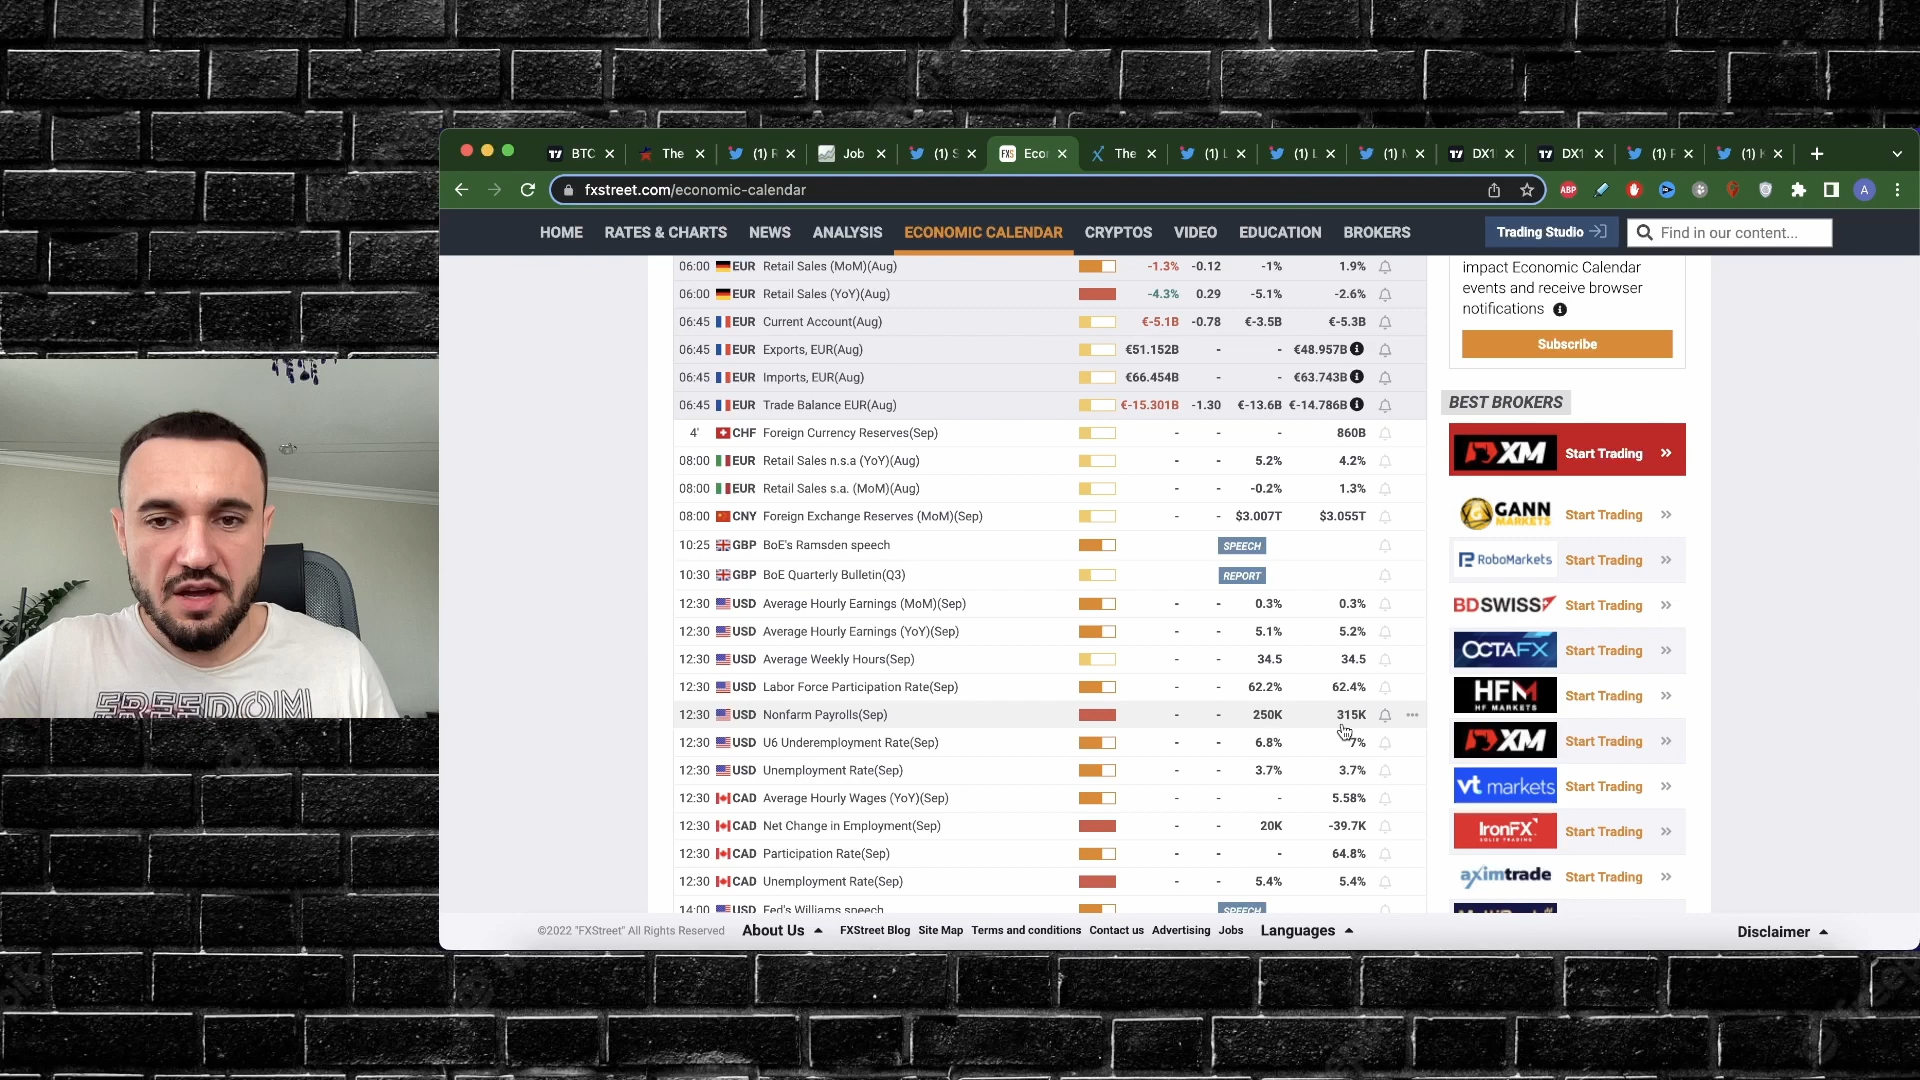 BTC
The
(1) F
Job
(1) S
FXS
Eco
The
(1) L
(1) L
(1) N
DX1
DX1
(1) F
(1) H
fxstreet.com/economic-calendar
ABP
A
HOME RATES & CHARTS NEWS ANALYSIS ECONOMIC CALENDAR CRYPTOS VIDEO EDUCATION BROKERS
Trading Studio
Find in our content...
06:00 EUR Retail Sales (MoM)(Aug) -1.3% -0.12 -1% 1.9%
06:00 EUR Retail Sales (YoY)(Aug) -4.3% 0.29 -5.1% -2.6%
06:45 EUR Current Account(Aug) €-5.1B -0.78 €-3.5B €-5.3B
06:45 EUR Exports, EUR(Aug) €51.152B - - €48.957B
06:45 EUR Imports, EUR(Aug) €66.454B - - €63.743B
06:45 EUR Trade Balance EUR(Aug) €-15.301B -1.30 €-13.6B €-14.786B
4' CHF Foreign Currency Reserves(Sep) - - - 860B
08:00 EUR Retail Sales n.s.a (YoY)(Aug) - - 5.2% 4.2%
08:00 EUR Retail Sales s.a. (MoM)(Aug) - - -0.2% 1.3%
08:00 CNY Foreign Exchange Reserves (MoM)(Sep) - - $3.007T $3.055T
10:25 GBP BoE's Ramsden speech SPEECH
10:30 GBP BoE Quarterly Bulletin(Q3) REPORT
12:30 USD Average Hourly Earnings (MoM)(Sep) - - 0.3% 0.3%
12:30 USD Average Hourly Earnings (YoY)(Sep) - - 5.1% 5.2%
12:30 USD Average Weekly Hours(Sep) - - 34.5 34.5
12:30 USD Labor Force Participation Rate(Sep) - - 62.2% 62.4%
12:30 USD Nonfarm Payrolls(Sep) - - 250K 315K
12:30 USD U6 Underemployment Rate(Sep) - - 6.8% 7%
12:30 USD Unemployment Rate(Sep) - - 3.7% 3.7%
12:30 CAD Average Hourly Wages (YoY)(Sep) - - - 5.58%
12:30 CAD Net Change in Employment(Sep) - - 20K -39.7K
12:30 CAD Participation Rate(Sep) - - - 64.8%
12:30 CAD Unemployment Rate(Sep) - - 5.4% 5.4%
14:00 USD Fed's Williams speech SPEECH
impact Economic Calendar
events and receive browser
notifications
Subscribe
BEST BROKERS
XM Start Trading
GANN MARKETS Start Trading
RoboMarkets Start Trading
BDSWISS Start Trading
OCTAFX Start Trading
HFM HF MARKETS Start Trading
XM Start Trading
vt markets Start Trading
IronFX Start Trading
aximtrade Start Trading
©2022 "FXStreet" All Rights Reserved About Us FXStreet Blog Site Map Terms and conditions Contact us Advertising Jobs Languages Disclaimer
FREEDOM